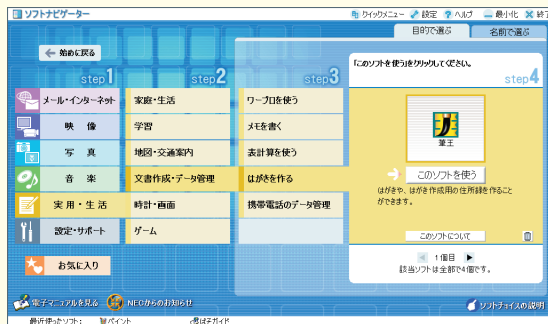 ソフトナビゲーター
クイックメニュー 設定 ヘルプ 最小化 終了
目的で選ぶ 名前で選ぶ
始めに戻る
「このソフトを使う」をクリックしてください。
step1 step2 step3 step4
メール・インターネット 家庭・生活 ワープロを使う
映 像 学習 メモを書く
写 真 地図・交通案内 表計算を使う
音 楽 文書作成・データ管理 はがきを作る
実用・生活 時計・画面 携帯電話のデータ管理
設定・サポート ゲーム
筆王
このソフトを使う
はがきや、はがき作成用の住所録を作ること
ができます。
このソフトについて
1個目
該当ソフトは全部で4個です。
お気に入り
電子マニュアルを見る NECからのお知らせ
ソフトチョイスの説明
最近使ったソフト: ペイント ぱそガイド